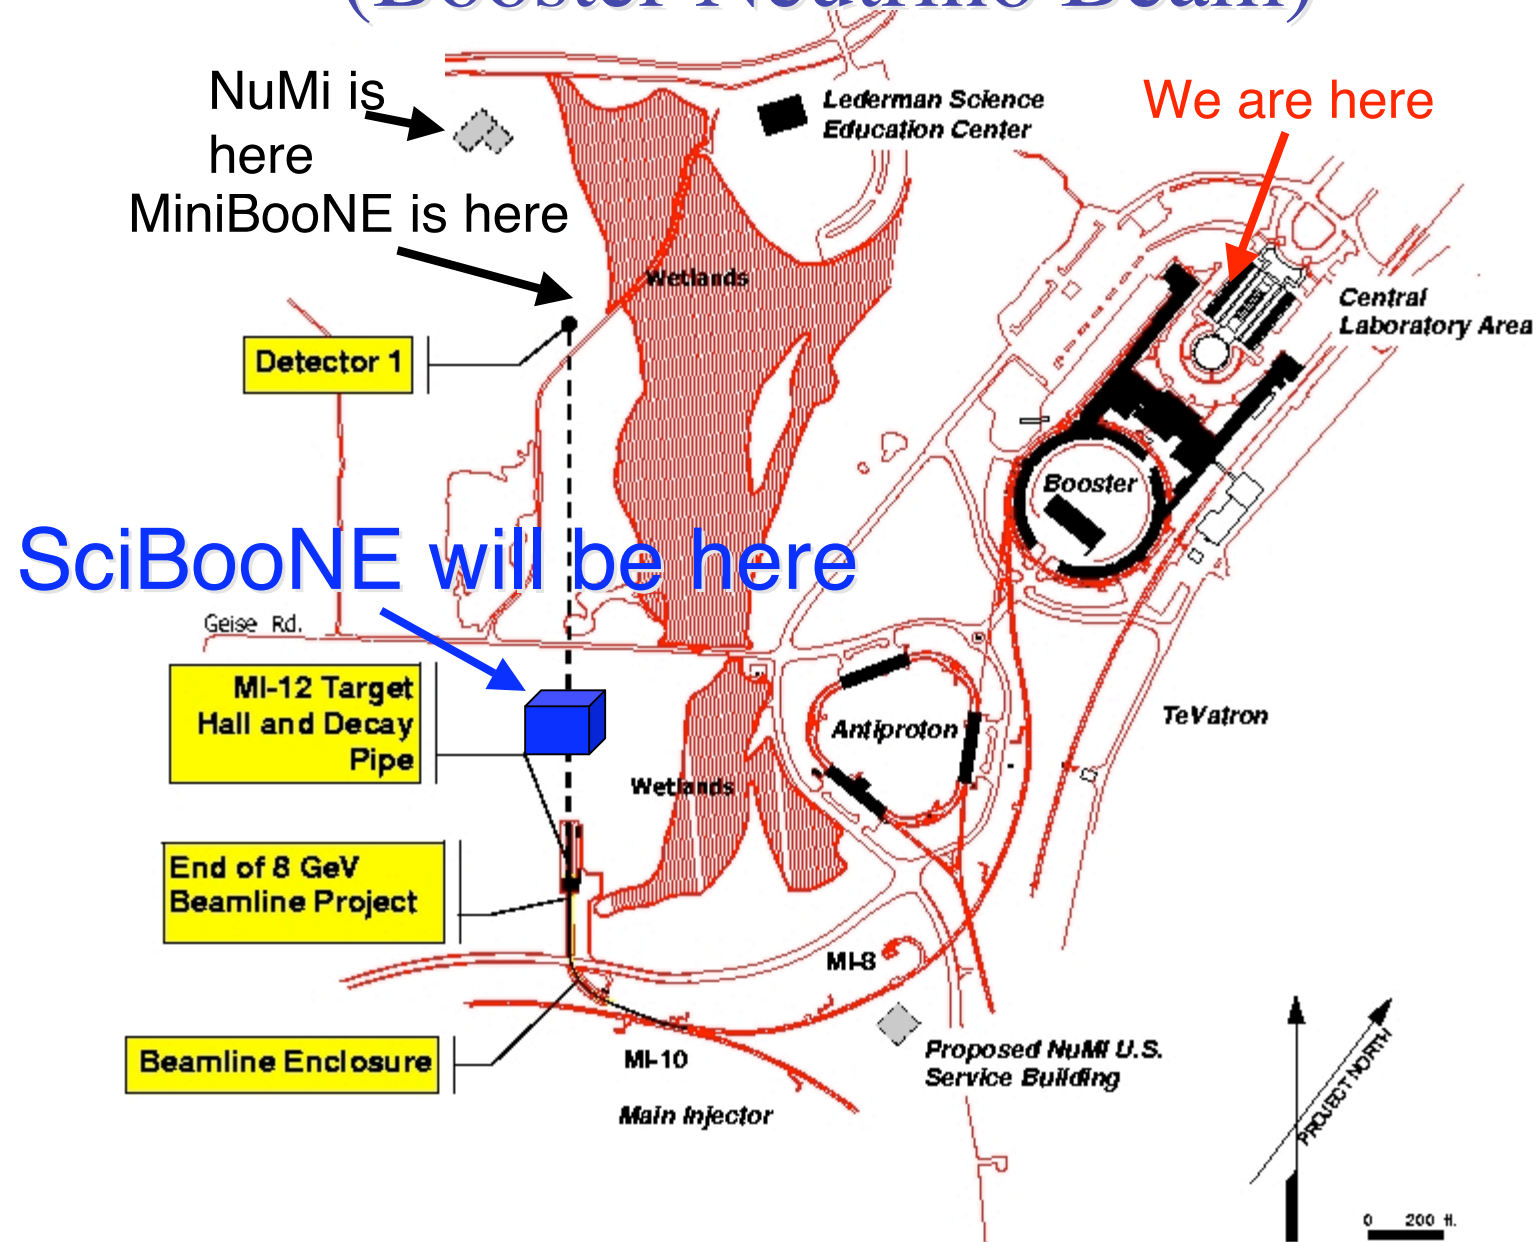 (Booster Neutrino Beam)
NuMi is
here
MiniBooNE is here
We are here
Lederman Science
Education Center
Wetlands
Central
Laboratory Area
Detector 1
Booster
SciBooNE will be here
Geise Rd.
MI-12 Target
Hall and Decay
Pipe
Antiproton
TeVatron
Wetlands
End of 8 GeV
Beamline Project
MI-8
Beamline Enclosure
MI-10
Proposed NuMI U.S.
Service Building
Main Injector
PROJECT NORTH
0 200 ft.